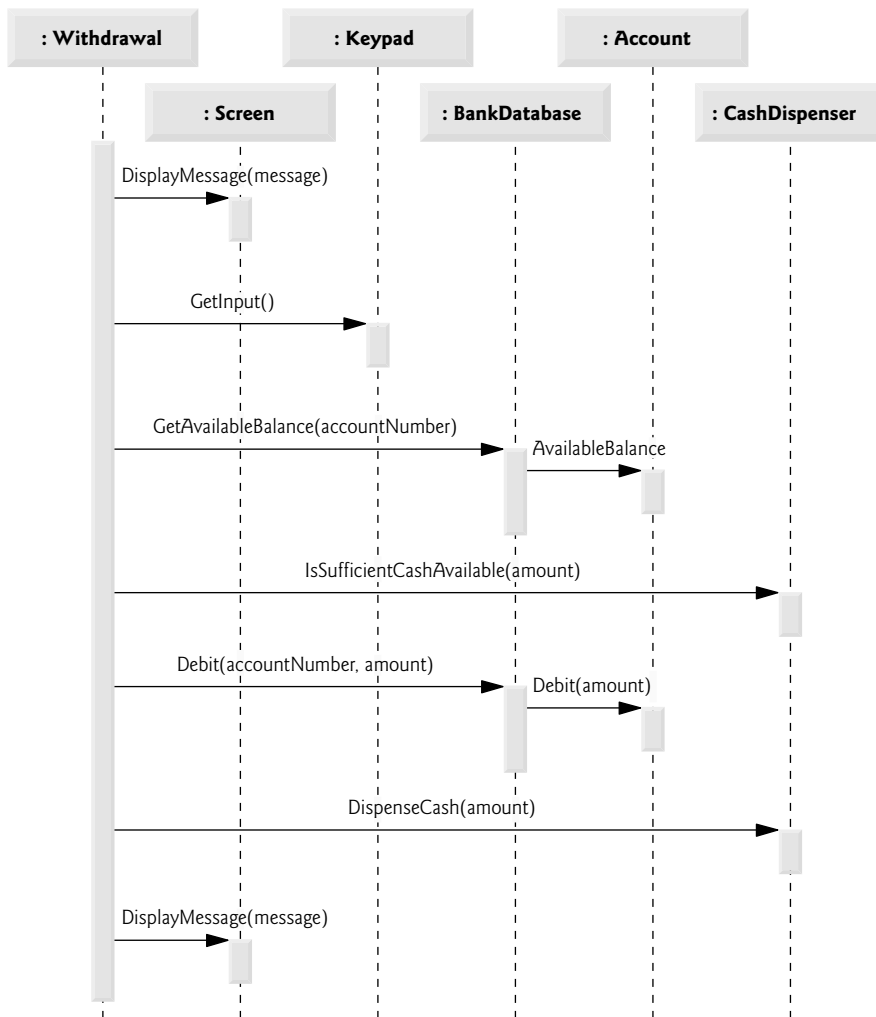 : Withdrawal
: Keypad
: Account
: Screen
: BankDatabase
: CashDispenser
DisplayMessage(message)
GetInput()
GetAvailableBalance(accountNumber)
AvailableBalance
IsSufficientCashAvailable(amount)
Debit(accountNumber, amount)
Debit(amount)
DispenseCash(amount)
DisplayMessage(message)